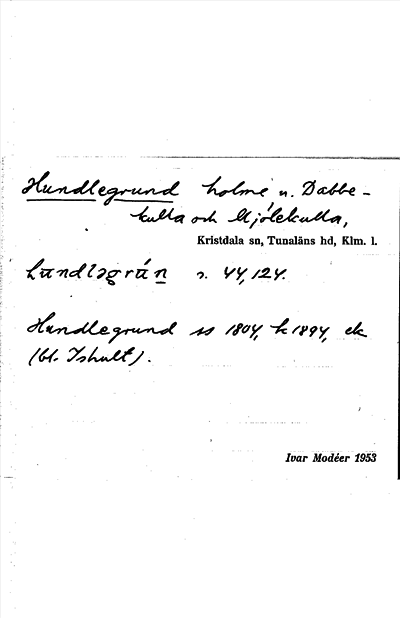 Hundlegrund holme n. Dabbe-
kulla och Mjölekulla,
Kristdala sn, Tunaläns hd, Klm. l.
hundləgrún s. 44, 124.
Hundlegrund ss 1804, k 1894, ek
(bl. Ishult).
Ivar Modéer 1953